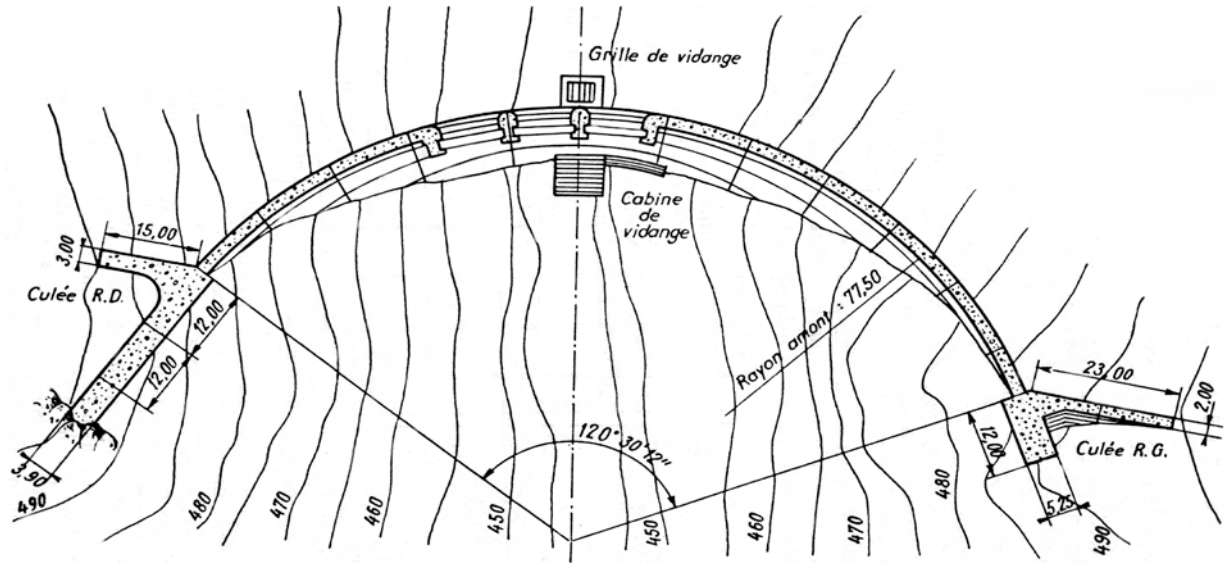 Grille de vidange
15,00
3.00
Culée R.D.
12,00
12,00
3,90
490
480
470
460
450
Cabine
de
vidange
Rayon amont : 77,50
120° 30' 12"
450
460
470
480
490
23,00
2,00
12,00
Culée R.G.
5,25